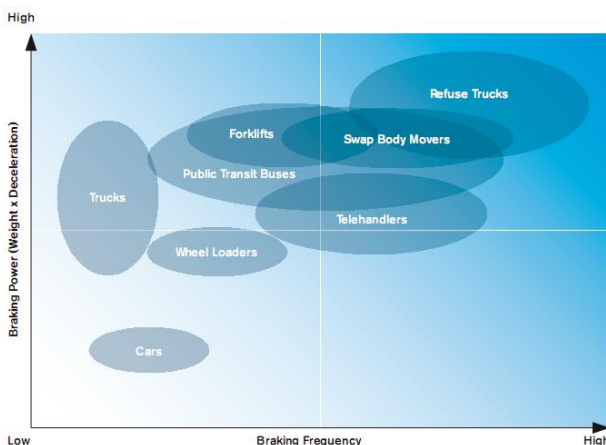 High
Refuse Trucks
Forklifts
Swap Body Movers
Public Transit Buses
Trucks
Telehandlers
Wheel Loaders
Cars
Braking Power (Weight x Deceleration)
Low
Braking Frequency
High